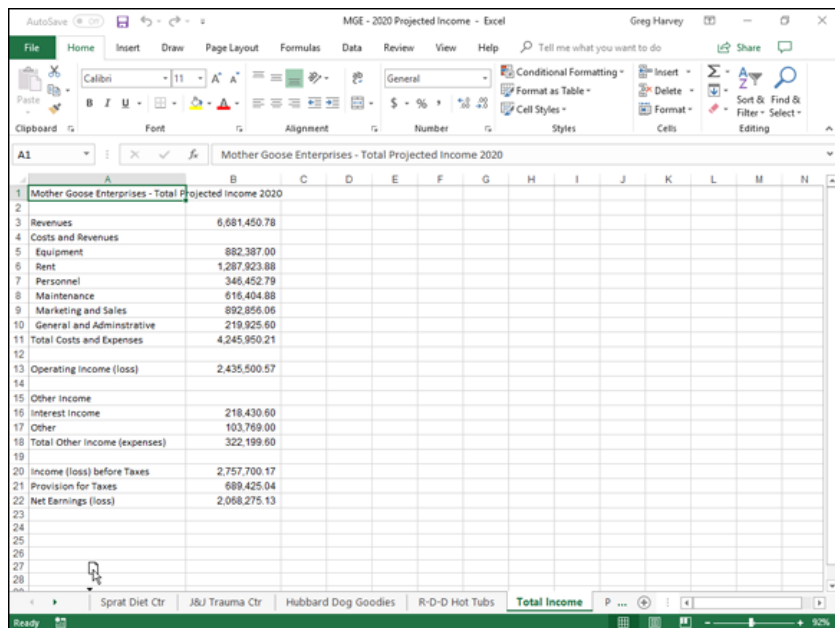 AutoSave Off MGE - 2020 Projected Income - Excel Greg Harvey
File Home Insert Draw Page Layout Formulas Data Review View Help Tell me what you want to do Share
Paste Calibri 11 A A General Conditional Formatting Insert Σ
B I U A $ % , Format as Table Delete Sort & Find &
Cell Styles Format Filter Select
Clipboard Font Alignment Number Styles Cells Editing
A1 fx Mother Goose Enterprises - Total Projected Income 2020
A B C D E F G H I J K L M N
1 Mother Goose Enterprises - Total Projected Income 2020
2
3 Revenues 6,681,450.78
4 Costs and Revenues
5 Equipment 882,387.00
6 Rent 1,287,923.88
7 Personnel 346,452.79
8 Maintenance 616,404.88
9 Marketing and Sales 892,856.06
10 General and Adminstrative 219,925.60
11 Total Costs and Expenses 4,245,950.21
12
13 Operating Income (loss) 2,435,500.57
14
15 Other Income
16 Interest Income 218,430.60
17 Other 103,769.00
18 Total Other Income (expenses) 322,199.60
19
20 Income (loss) before Taxes 2,757,700.17
21 Provision for Taxes 689,425.04
22 Net Earnings (loss) 2,068,275.13
23
24
25
26
27
28
Sprat Diet Ctr J&J Trauma Ctr Hubbard Dog Goodies R-D-D Hot Tubs Total Income P ...
Ready 92%